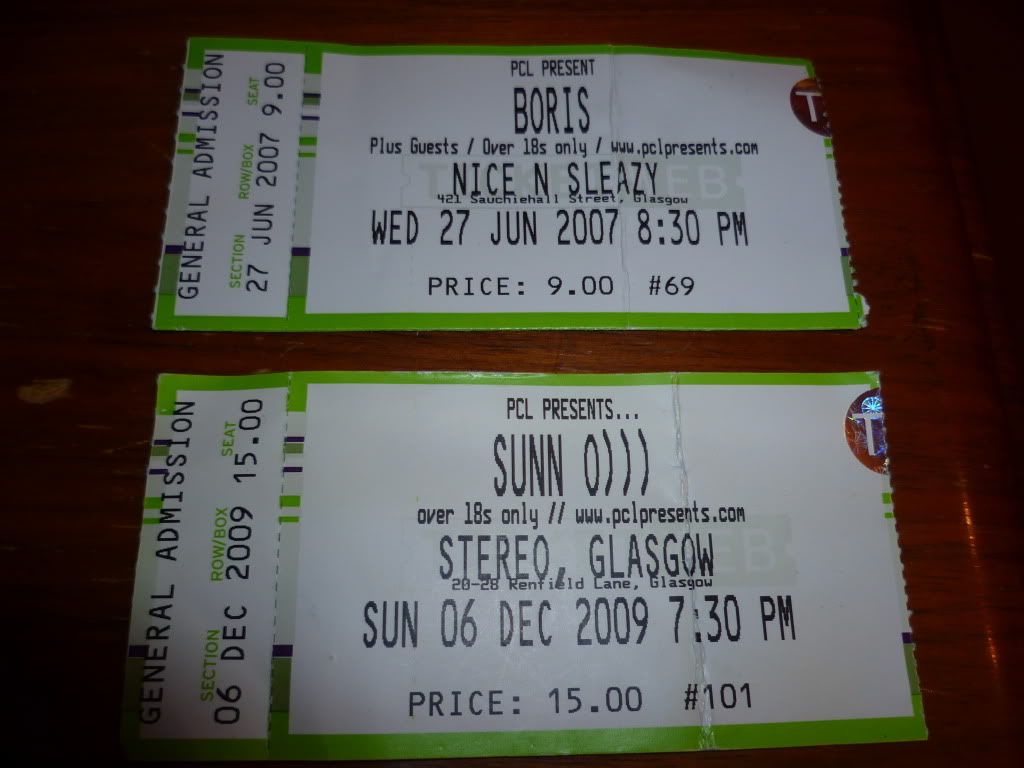 GENERAL ADMISSION
SECTION ROW/BOX SEAT
27 JUN 2007 9.00
PCL PRESENT
BORIS
Plus Guests / Over 18s only / www.pclpresents.com
NICE N SLEAZY
421 Sauchiehall Street, Glasgow
WED 27 JUN 2007 8:30 PM
PRICE: 9.00 #69
T
GENERAL ADMISSION
SECTION ROW/BOX SEAT
06 DEC 2009 15.00
PCL PRESENTS...
SUNN O)))
over 18s only // www.pclpresents.com
STEREO, GLASGOW
20-28 Renfield Lane, Glasgow
SUN 06 DEC 2009 7:30 PM
PRICE: 15.00 #101
T